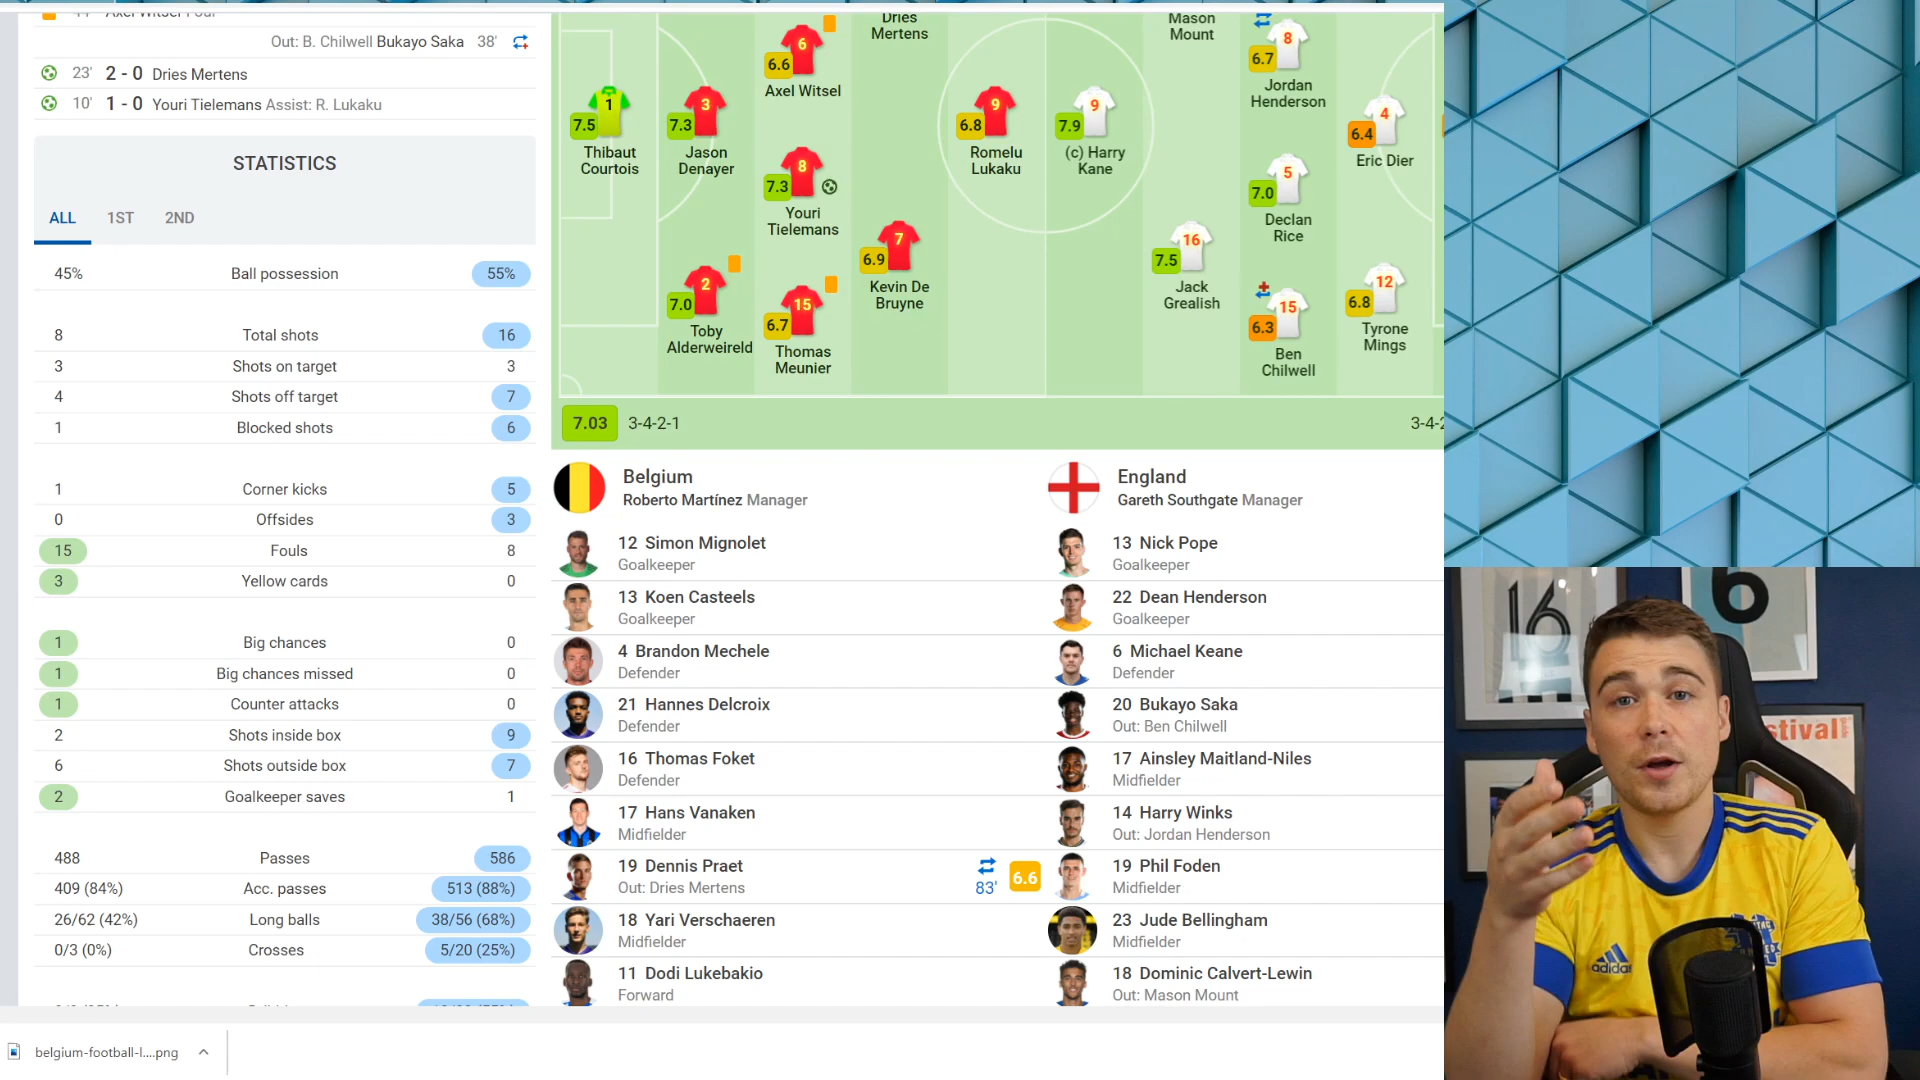 44' Axel Witsel Foul
Out: B. Chilwell Bukayo Saka 38'
23' 2 - 0 Dries Mertens
10' 1 - 0 Youri Tielemans Assist: R. Lukaku
STATISTICS
ALL 1ST 2ND
45% Ball possession 55%
8 Total shots 16
3 Shots on target 3
4 Shots off target 7
1 Blocked shots 6
1 Corner kicks 5
0 Offsides 3
15 Fouls 8
3 Yellow cards 0
1 Big chances 0
1 Big chances missed 0
1 Counter attacks 0
2 Shots inside box 9
6 Shots outside box 7
2 Goalkeeper saves 1
488 Passes 586
409 (84%) Acc. passes 513 (88%)
26/62 (42%) Long balls 38/56 (68%)
0/3 (0%) Crosses 5/20 (25%)
1
7.5
Thibaut
Courtois
3
7.3
Jason
Denayer
2
7.0
Toby
Alderweireld
6
6.6
Axel Witsel
8
7.3
Youri
Tielemans
15
6.7
Thomas
Meunier
Dries
Mertens
7
6.9
Kevin De
Bruyne
9
6.8
Romelu
Lukaku
9
7.9
(c) Harry
Kane
Mason
Mount
16
7.5
Jack
Grealish
8
6.7
Jordan
Henderson
5
7.0
Declan
Rice
15
6.3
Ben
Chilwell
4
6.4
Eric Dier
12
6.8
Tyrone
Mings
7.03 3-4-2-1
3-4-2
Belgium
Roberto Martínez Manager
12 Simon Mignolet
Goalkeeper
13 Koen Casteels
Goalkeeper
4 Brandon Mechele
Defender
21 Hannes Delcroix
Defender
16 Thomas Foket
Defender
17 Hans Vanaken
Midfielder
19 Dennis Praet
Out: Dries Mertens
83' 6.6
18 Yari Verschaeren
Midfielder
11 Dodi Lukebakio
Forward
England
Gareth Southgate Manager
13 Nick Pope
Goalkeeper
22 Dean Henderson
Goalkeeper
6 Michael Keane
Defender
20 Bukayo Saka
Out: Ben Chilwell
17 Ainsley Maitland-Niles
Midfielder
14 Harry Winks
Out: Jordan Henderson
19 Phil Foden
Midfielder
23 Jude Bellingham
Midfielder
18 Dominic Calvert-Lewin
Out: Mason Mount
belgium-football-l....png
16
6
stival
adidas